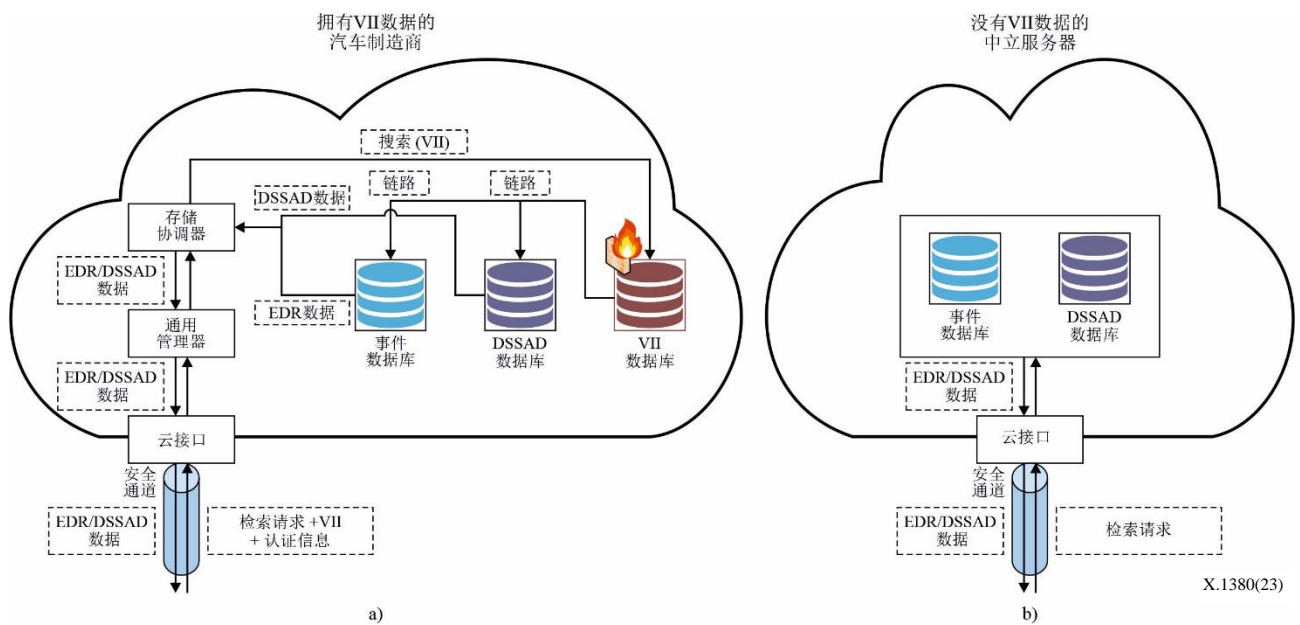 拥有VII数据的
汽车制造商
搜索 (VII)
链路
链路
DSSAD数据
存储
协调器
EDR/DSSAD
数据
EDR数据
通用
管理器
事件
数据库
DSSAD
数据库
VII
数据库
EDR/DSSAD
数据
云接口
安全
通道
EDR/DSSAD
数据
检索请求 +VII
+ 认证信息
a)
没有VII数据的
中立服务器
事件
数据库
DSSAD
数据库
EDR/DSSAD
数据
云接口
安全
通道
EDR/DSSAD
数据
检索请求
X.1380(23)
b)